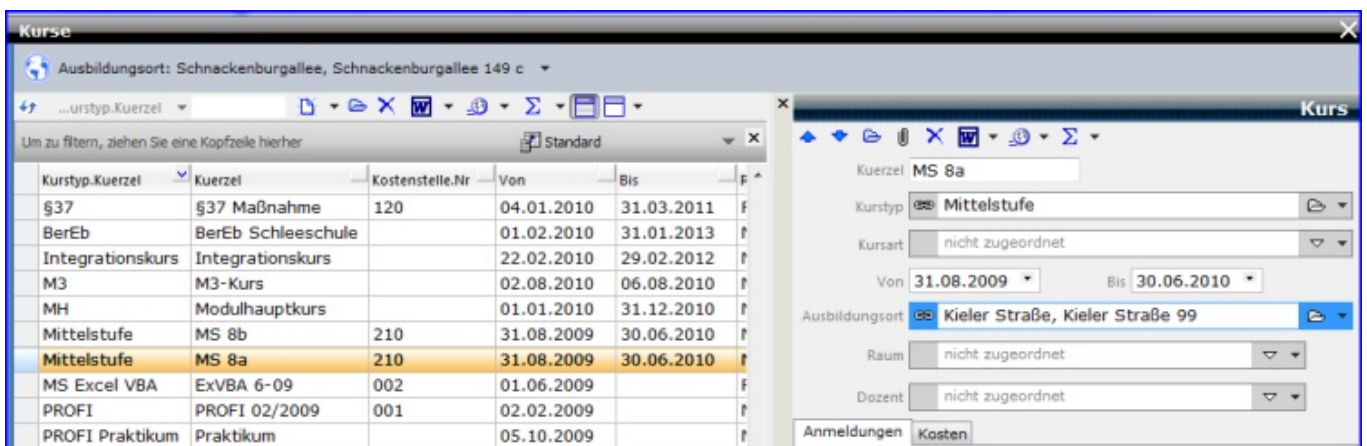 Kurse
Ausbildungsort: Schnackenburgallee, Schnackenburgallee 149 c
...urstyp.Kuerzel
Um zu filtern, ziehen Sie eine Kopfzeile hierher Standard
Kurstyp.Kuerzel Kuerzel Kostenstelle.Nr Von Bis
§37 §37 Maßnahme 120 04.01.2010 31.03.2011
BerEb BerEb Schleeschule 01.02.2010 31.01.2013
Integrationskurs Integrationskurs 22.02.2010 29.02.2012
M3 M3-Kurs 02.08.2010 06.08.2010
MH Modulhauptkurs 01.01.2010 31.12.2010
Mittelstufe MS 8b 210 31.08.2009 30.06.2010
Mittelstufe MS 8a 210 31.08.2009 30.06.2010
MS Excel VBA ExVBA 6-09 002 01.06.2009
PROFI PROFI 02/2009 001 02.02.2009
PROFI Praktikum Praktikum 05.10.2009
Kurs
Kuerzel MS 8a
Kurstyp Mittelstufe
Kursart nicht zugeordnet
Von 31.08.2009 Bis 30.06.2010
Ausbildungsort Kieler Straße, Kieler Straße 99
Raum nicht zugeordnet
Dozent nicht zugeordnet
Anmeldungen Kosten